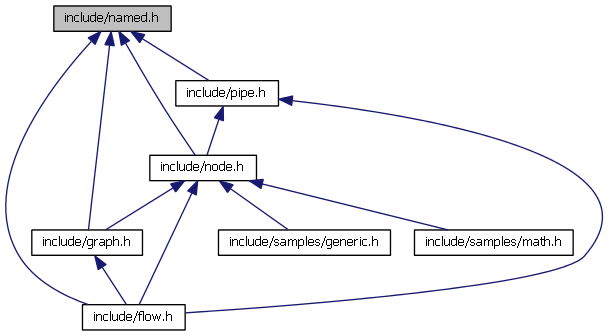 include/named.h
include/pipe.h
include/node.h
include/graph.h
include/samples/generic.h
include/samples/math.h
include/flow.h